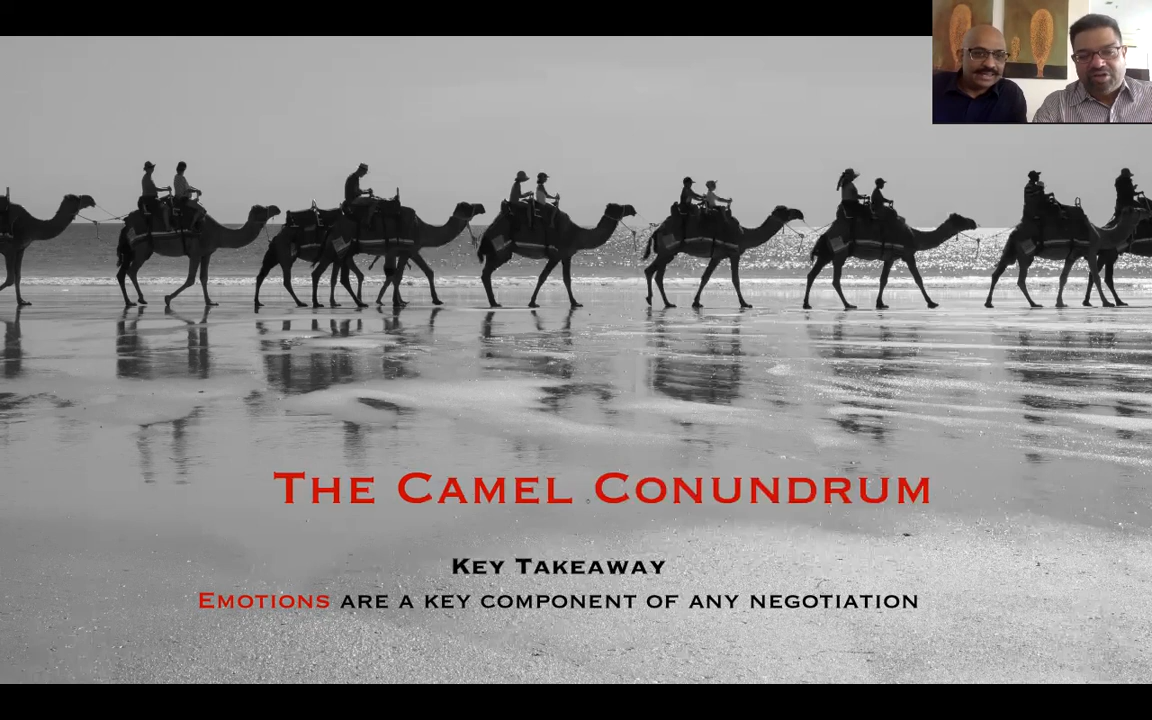 The Camel Conundrum
Key Takeaway
Emotions are a key component of any negotiation